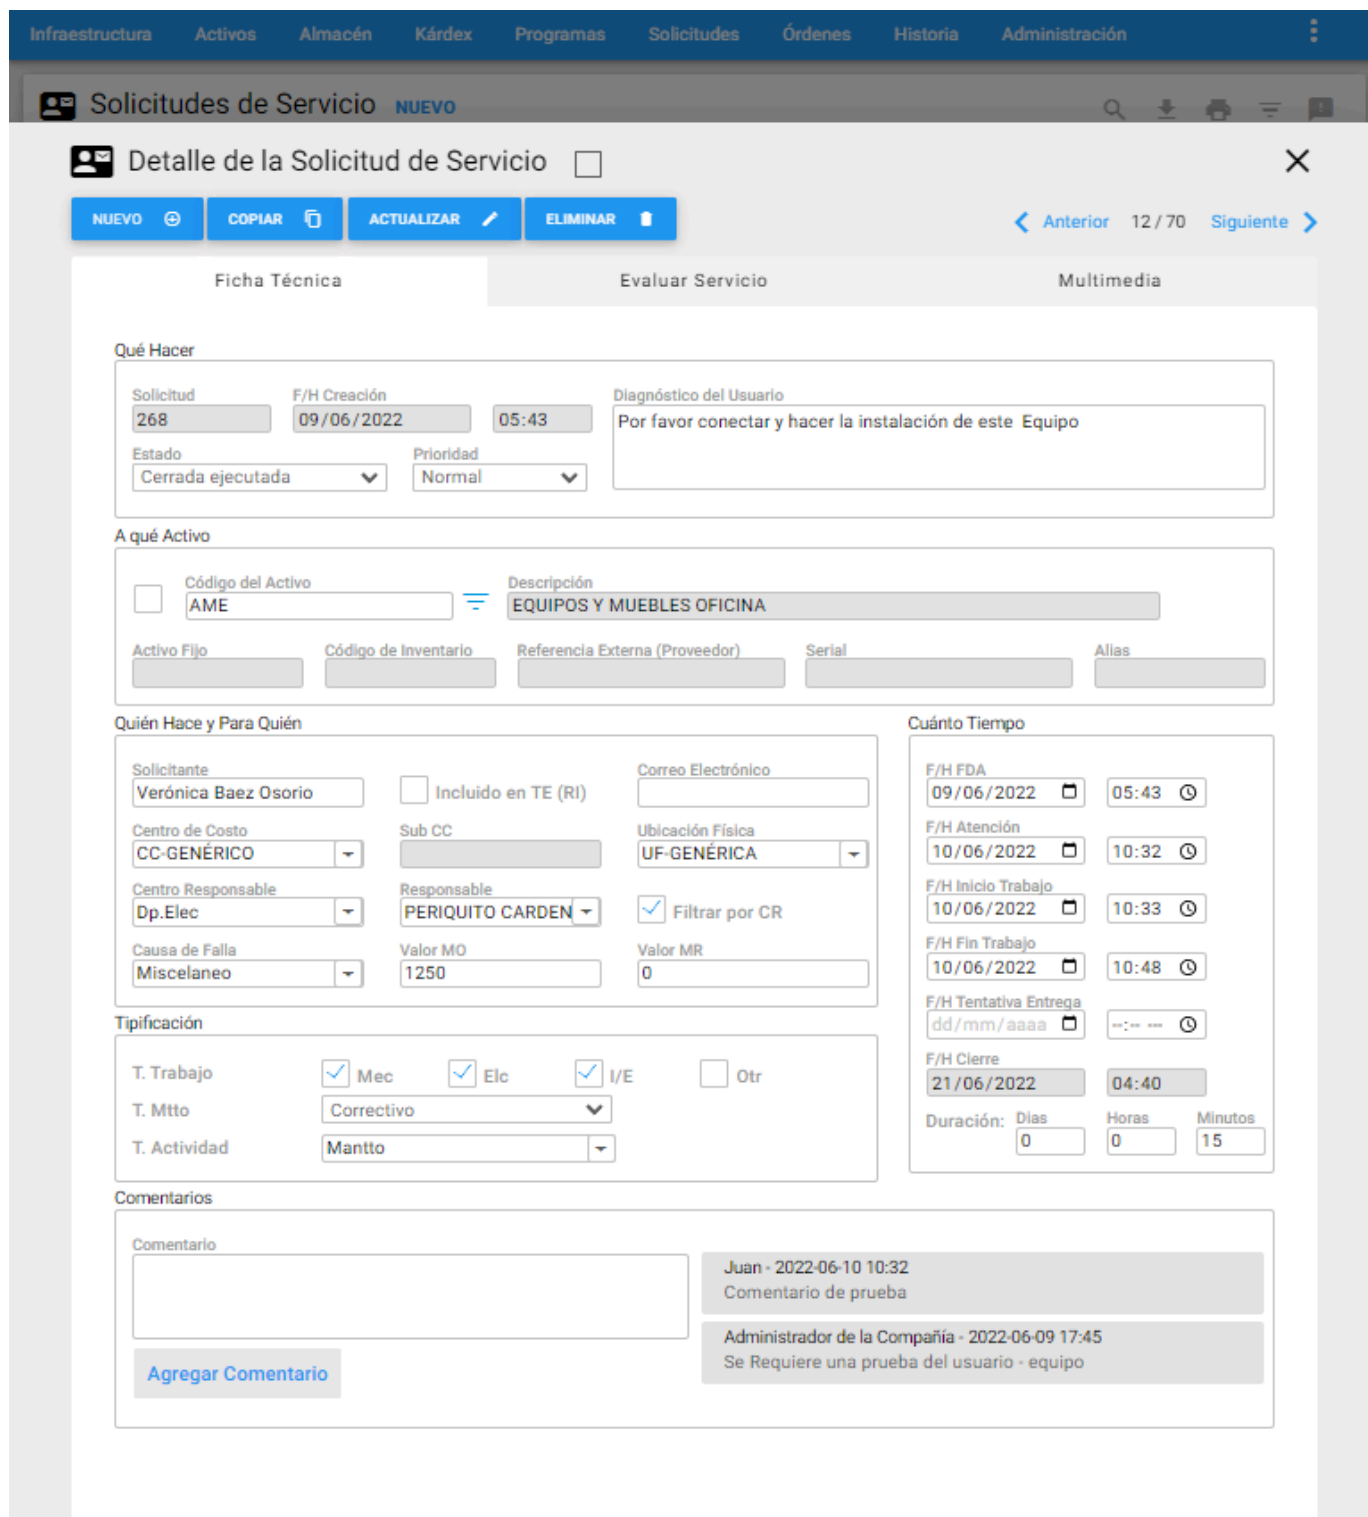 Infraestructura Activos Almacén Kárdex Programas Solicitudes Órdenes Historia Administración
Solicitudes de Servicio NUEVO
Detalle de la Solicitud de Servicio
NUEVO COPIAR ACTUALIZAR ELIMINAR
Anterior 12 / 70 Siguiente
Ficha Técnica Evaluar Servicio Multimedia
Qué Hacer
Solicitud F/H Creación Diagnóstico del Usuario
268 09/06/2022 05:43 Por favor conectar y hacer la instalación de este Equipo
Estado Prioridad
Cerrada ejecutada Normal
A qué Activo
Código del Activo Descripción
AME EQUIPOS Y MUEBLES OFICINA
Activo Fijo Código de Inventario Referencia Externa (Proveedor) Serial Alias
Quién Hace y Para Quién
Solicitante Correo Electrónico
Verónica Baez Osorio Incluido en TE (RI)
Centro de Costo Sub CC Ubicación Física
CC-GENÉRICO UF-GENÉRICA
Centro Responsable Responsable
Dp.Elec PERIQUITO CARDEN Filtrar por CR
Causa de Falla Valor MO Valor MR
Miscelaneo 1250 0
Cuánto Tiempo
F/H FDA
09/06/2022 05:43
F/H Atención
10/06/2022 10:32
F/H Inicio Trabajo
10/06/2022 10:33
F/H Fin Trabajo
10/06/2022 10:48
F/H Tentativa Entrega
dd/mm/aaaa --:-- ---
F/H Cierre
21/06/2022 04:40
Duración: Dias Horas Minutos
0 0 15
Tipificación
T. Trabajo Mec Elc I/E Otr
T. Mtto Correctivo
T. Actividad Mantto
Comentarios
Comentario
Agregar Comentario
Juan - 2022-06-10 10:32
Comentario de prueba
Administrador de la Compañía - 2022-06-09 17:45
Se Requiere una prueba del usuario - equipo